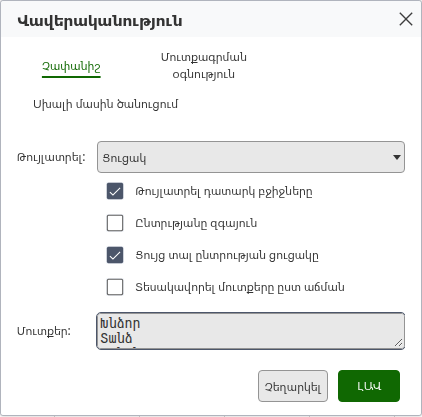 Վավերականություն
Չափանիշ
Մուտքագրման
օգնություն
Սխալի մասին ծանուցում
Թույլատրել:
Ցուցակ
Թույլատրել դատարկ բջիջները
Ընտրւթյանը զգայուն
Ցույց տալ ընտրության ցուցակը
Տեսակավորել մուտքերը ըստ աճման
Մուտքեր:
Խնձոր
Տանձ
Չեղարկել
ԼԱՎ